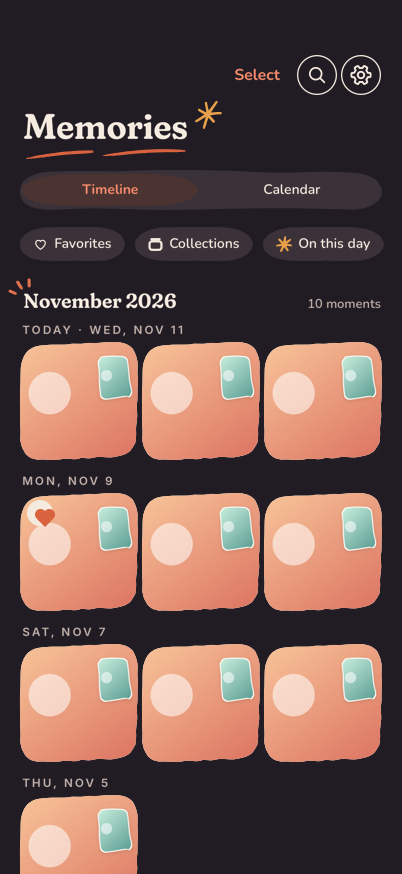 Select
Memories
Timeline
Calendar
Favorites
Collections
On this day
November 2026
10 moments
TODAY · WED, NOV 11
MON, NOV 9
SAT, NOV 7
THU, NOV 5